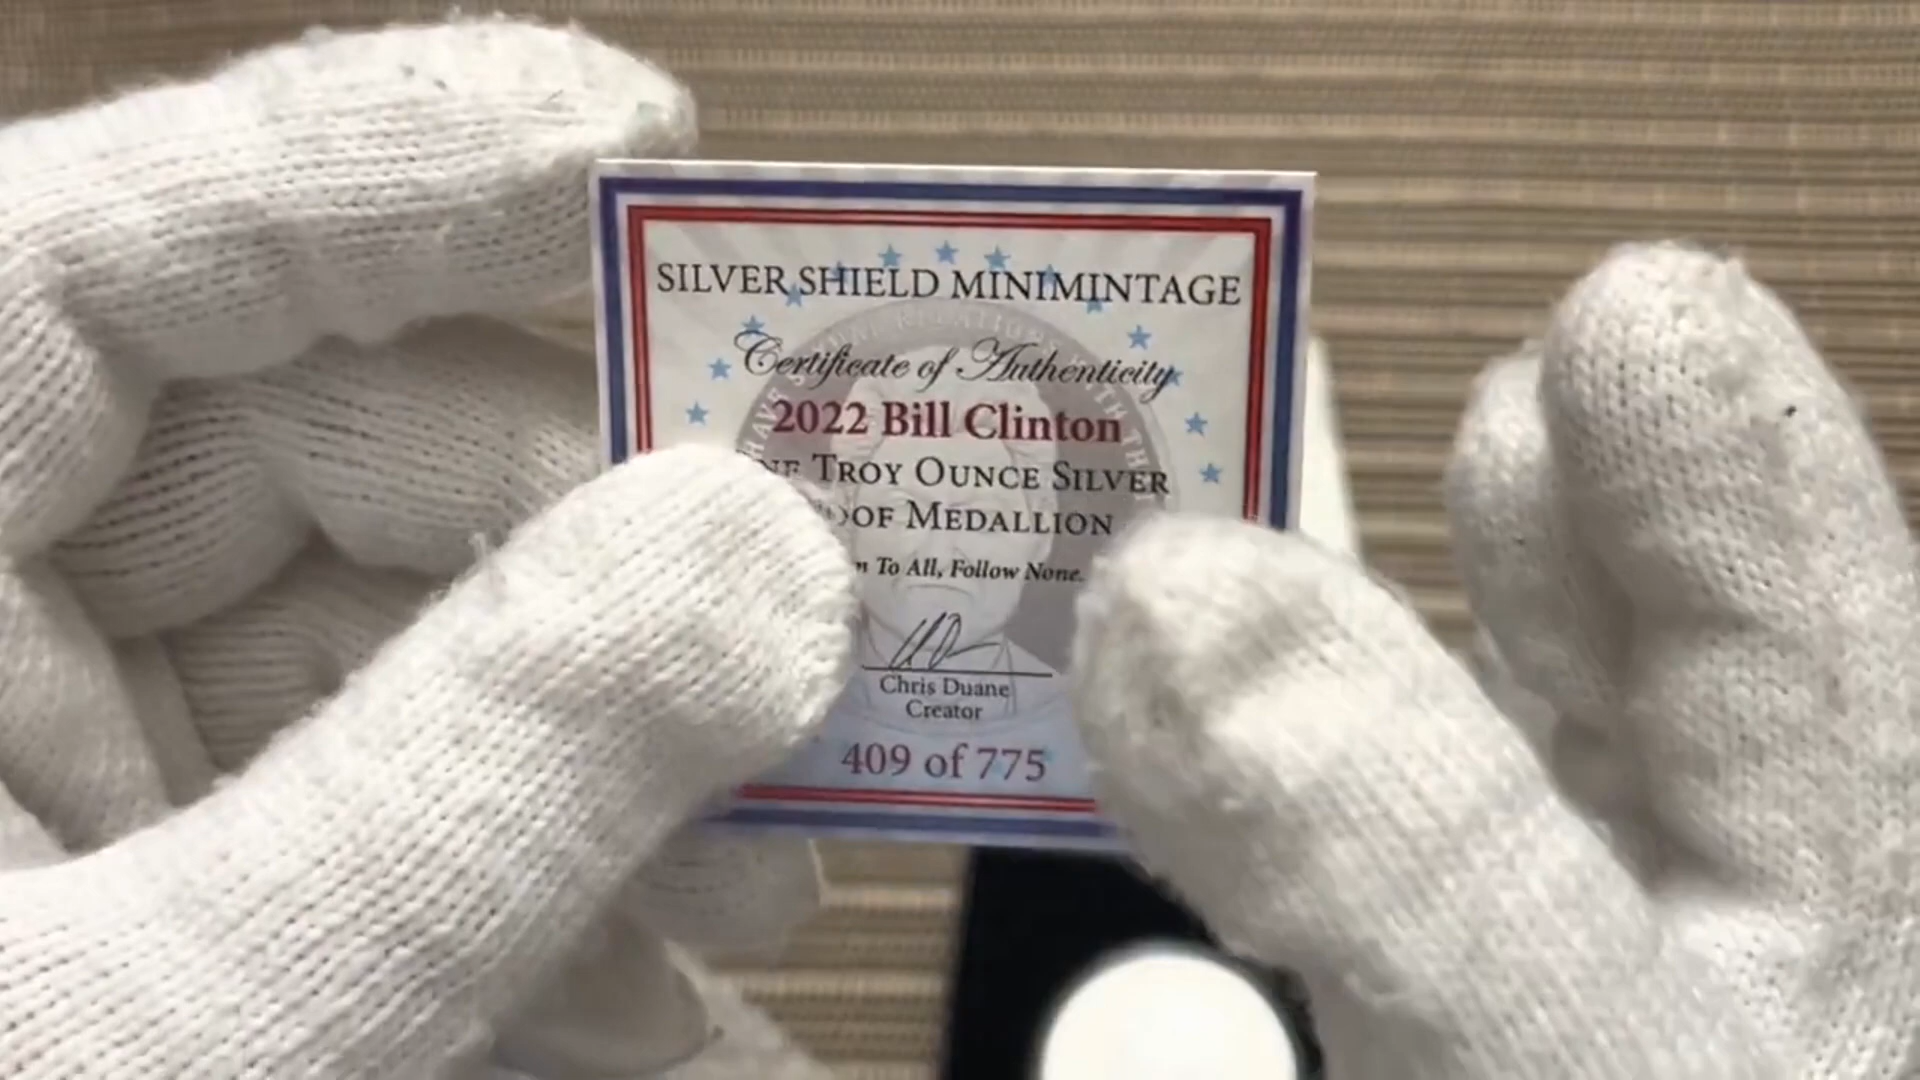 SILVER SHIELD MINIMINTAGE
Certificate of Authenticity
2022 Bill Clinton
TROY OUNCE SILVER
MEDALLION
To All, Follow None.
Chris Duane
Creator
409 of 775